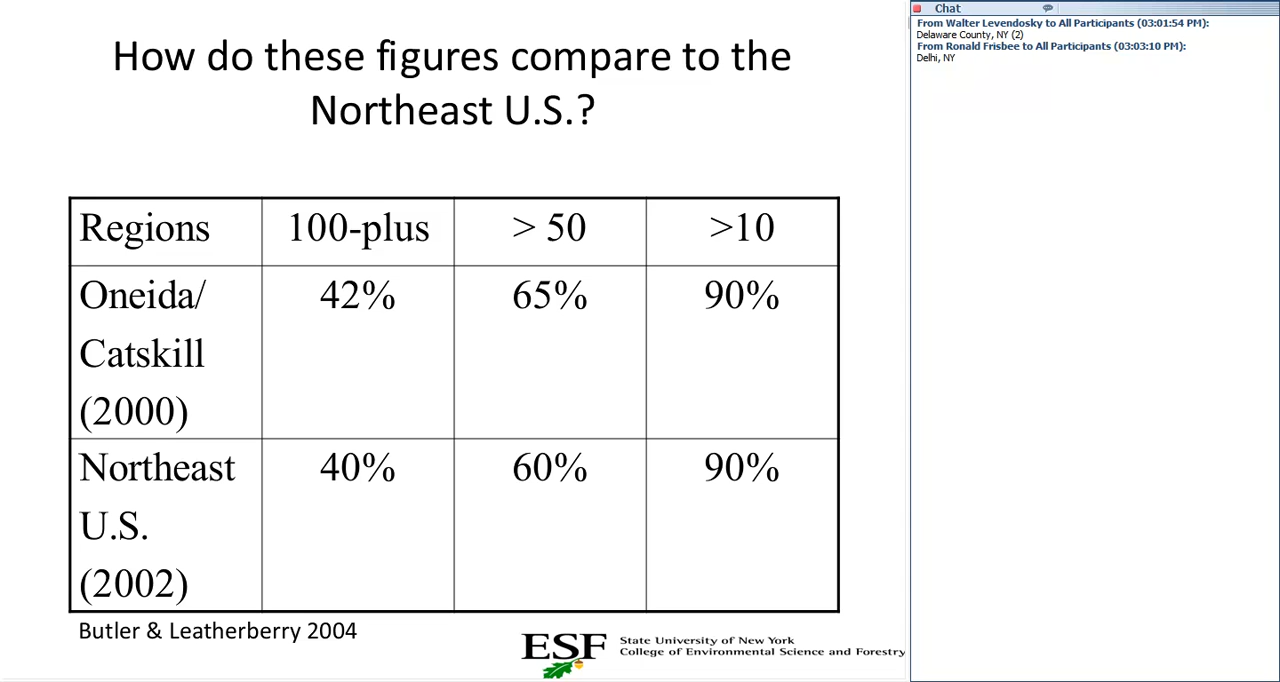 How do these figures compare to the
Northeast U.S.?
Regions 100-plus > 50 >10
Oneida/ 42% 65% 90%
Catskill
(2000)
Northeast 40% 60% 90%
U.S.
(2002)
Butler & Leatherberry 2004
ESF State University of New York
College of Environmental Science and Forestry
Chat
From Walter Levendosky to All Participants (03:01:54 PM):
Delaware County, NY (2)
From Ronald Frisbee to All Participants (03:03:10 PM):
Delhi, NY